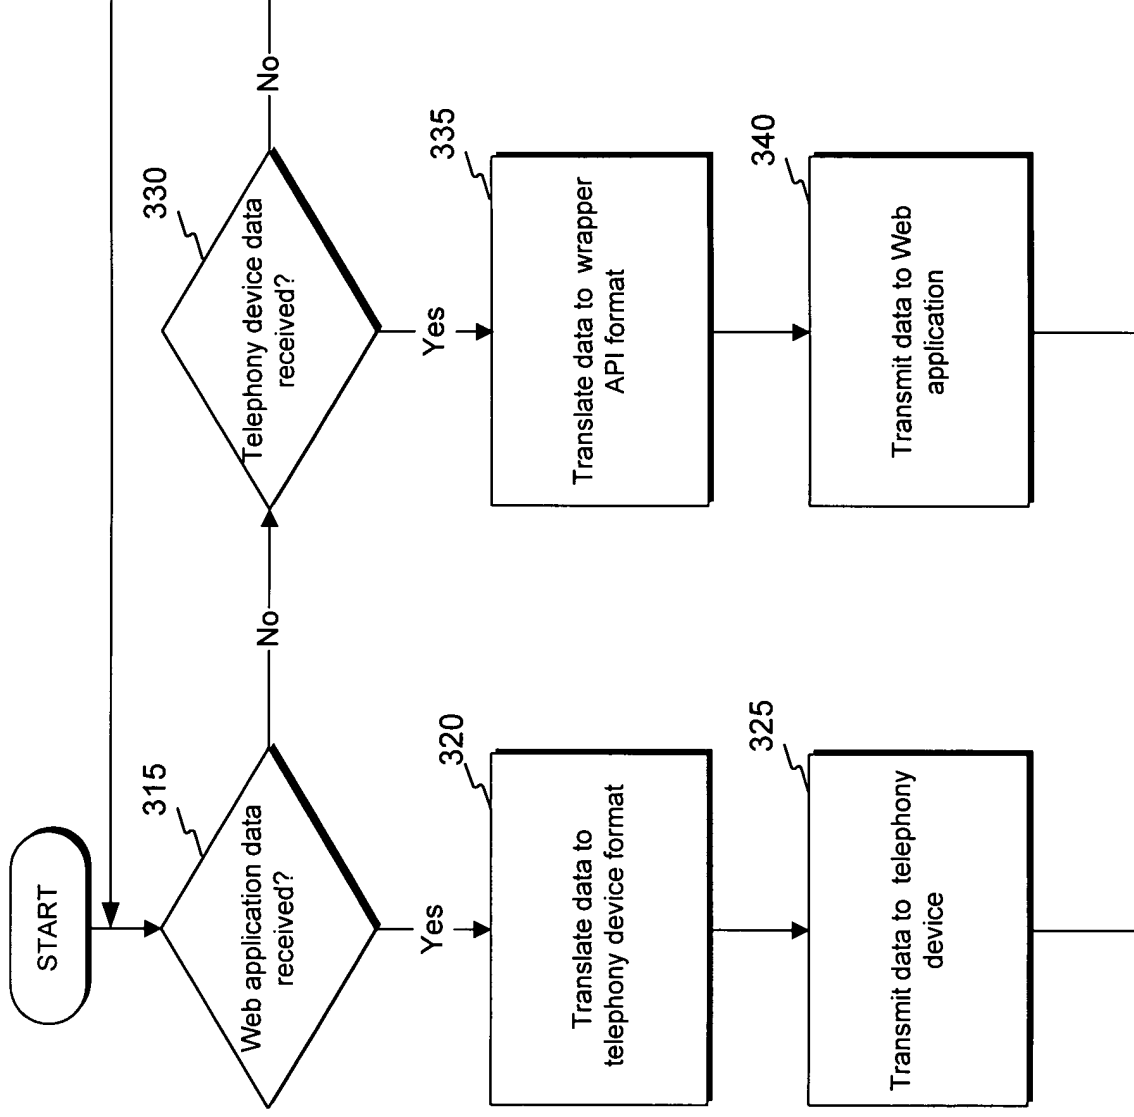 START
315
Web application data
received?
No
Yes
320
Translate data to
telephony device format
325
Transmit data to telephony
device
330
Telephony device data
received?
No
Yes
335
Translate data to wrapper
API format
340
Transmit data to Web
application